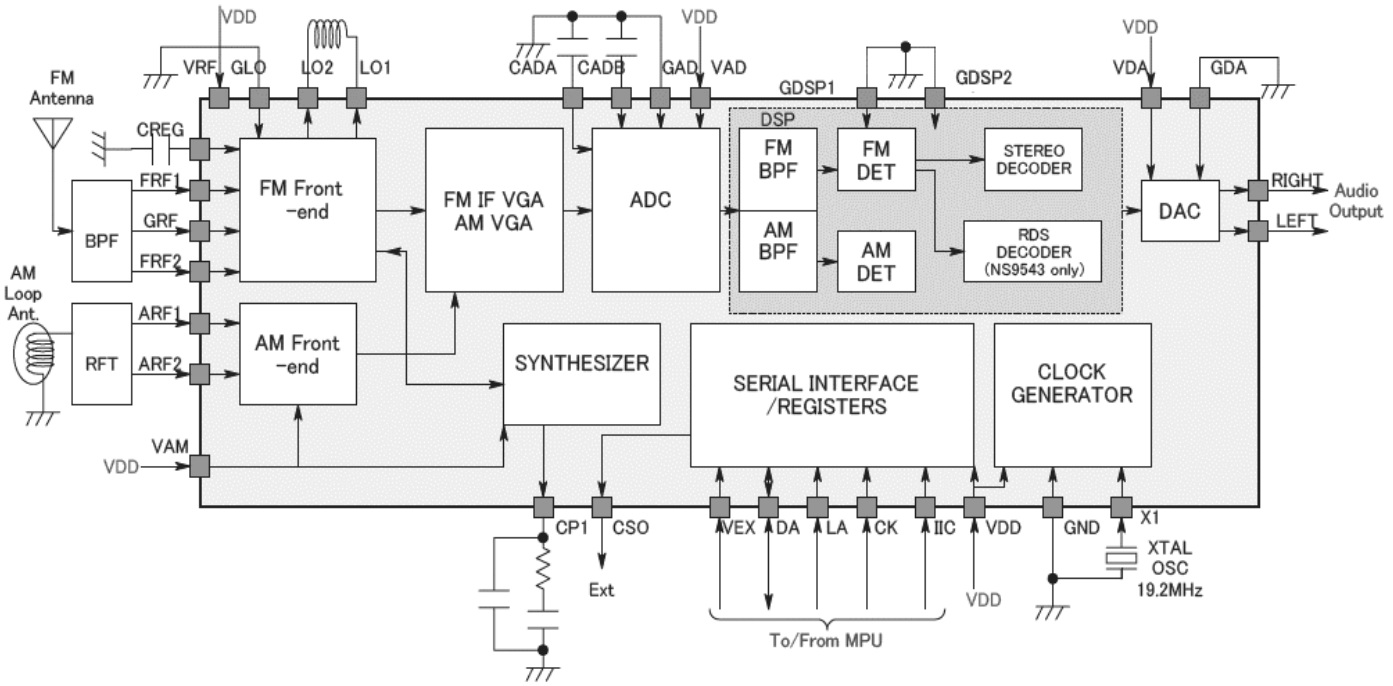 VDD
VRF
GLO
LO2
LO1
CADA
CADB
GAD
VAD
VDD
GDSP1
GDSP2
VDD
VDA
GDA
FM
Antenna
CREG
FRF1
GRF
FRF2
BPF
FM Front
-end
FM IF VGA
AM VGA
ADC
DSP
FM
BPF
AM
BPF
FM
DET
AM
DET
STEREO
DECODER
RDS
DECODER
(NS9543 only)
DAC
RIGHT
LEFT
Audio
Output
AM
Loop
Ant.
RFT
ARF1
ARF2
AM Front
-end
SYNTHESIZER
SERIAL INTERFACE
/REGISTERS
CLOCK
GENERATOR
VAM
VDD
CP1
CSO
VEX
DA
LA
CK
IIC
VDD
GND
X1
Ext
VDD
XTAL
OSC
19.2MHz
To/From MPU